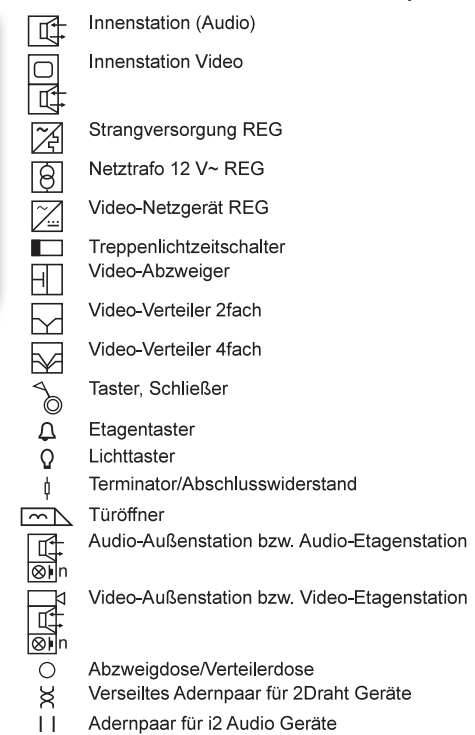 Innenstation (Audio)
Innenstation Video
Strangversorgung REG
Netztrafo 12 V~ REG
Video-Netzgerät REG
Treppenlichtzeitschalter
Video-Abzweiger
Video-Verteiler 2fach
Video-Verteiler 4fach
Taster, Schließer
Etagentaster
Lichttaster
Terminator/Abschlusswiderstand
Türöffner
Audio-Außenstation bzw. Audio-Etagenstation
n
Video-Außenstation bzw. Video-Etagenstation
n
Abzweigdose/Verteilerdose
Verseiltes Adernpaar für 2Draht Geräte
Adernpaar für i2 Audio Geräte